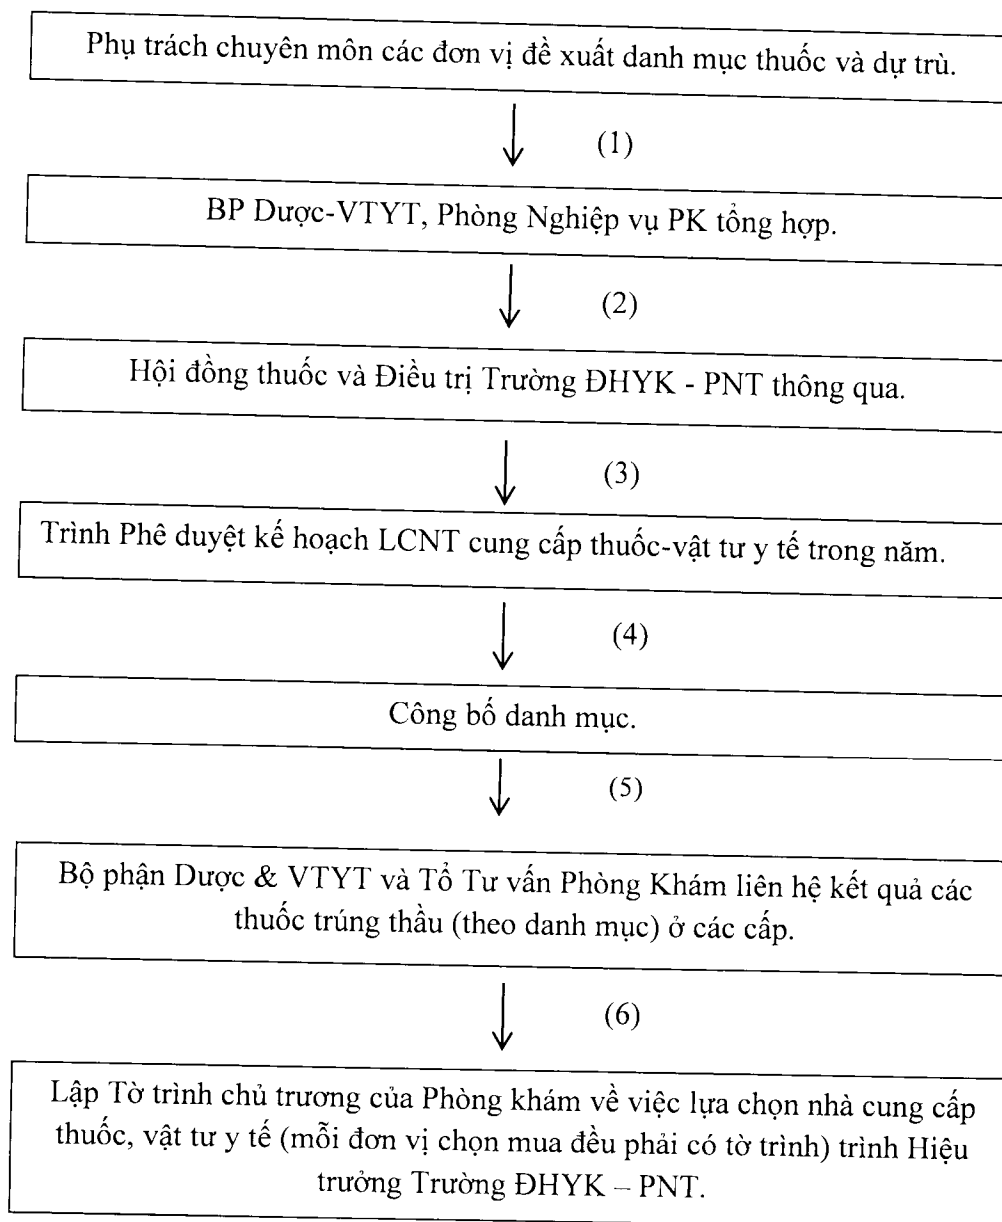 Phụ trách chuyên môn các đơn vị đề xuất danh mục thuốc và dự trù.
(1)
BP Dược-VTYT, Phòng Nghiệp vụ PK tổng hợp.
(2)
Hội đồng thuốc và Điều trị Trường ĐHYK - PNT thông qua.
(3)
Trình Phê duyệt kế hoạch LCNT cung cấp thuốc-vật tư y tế trong năm.
(4)
Công bố danh mục.
(5)
Bộ phận Dược & VTYT và Tổ Tư vấn Phòng Khám liên hệ kết quả các
thuốc trúng thầu (theo danh mục) ở các cấp.
(6)
Lập Tờ trình chủ trương của Phòng khám về việc lựa chọn nhà cung cấp
thuốc, vật tư y tế (mỗi đơn vị chọn mua đều phải có tờ trình) trình Hiệu
trưởng Trường ĐHYK – PNT.